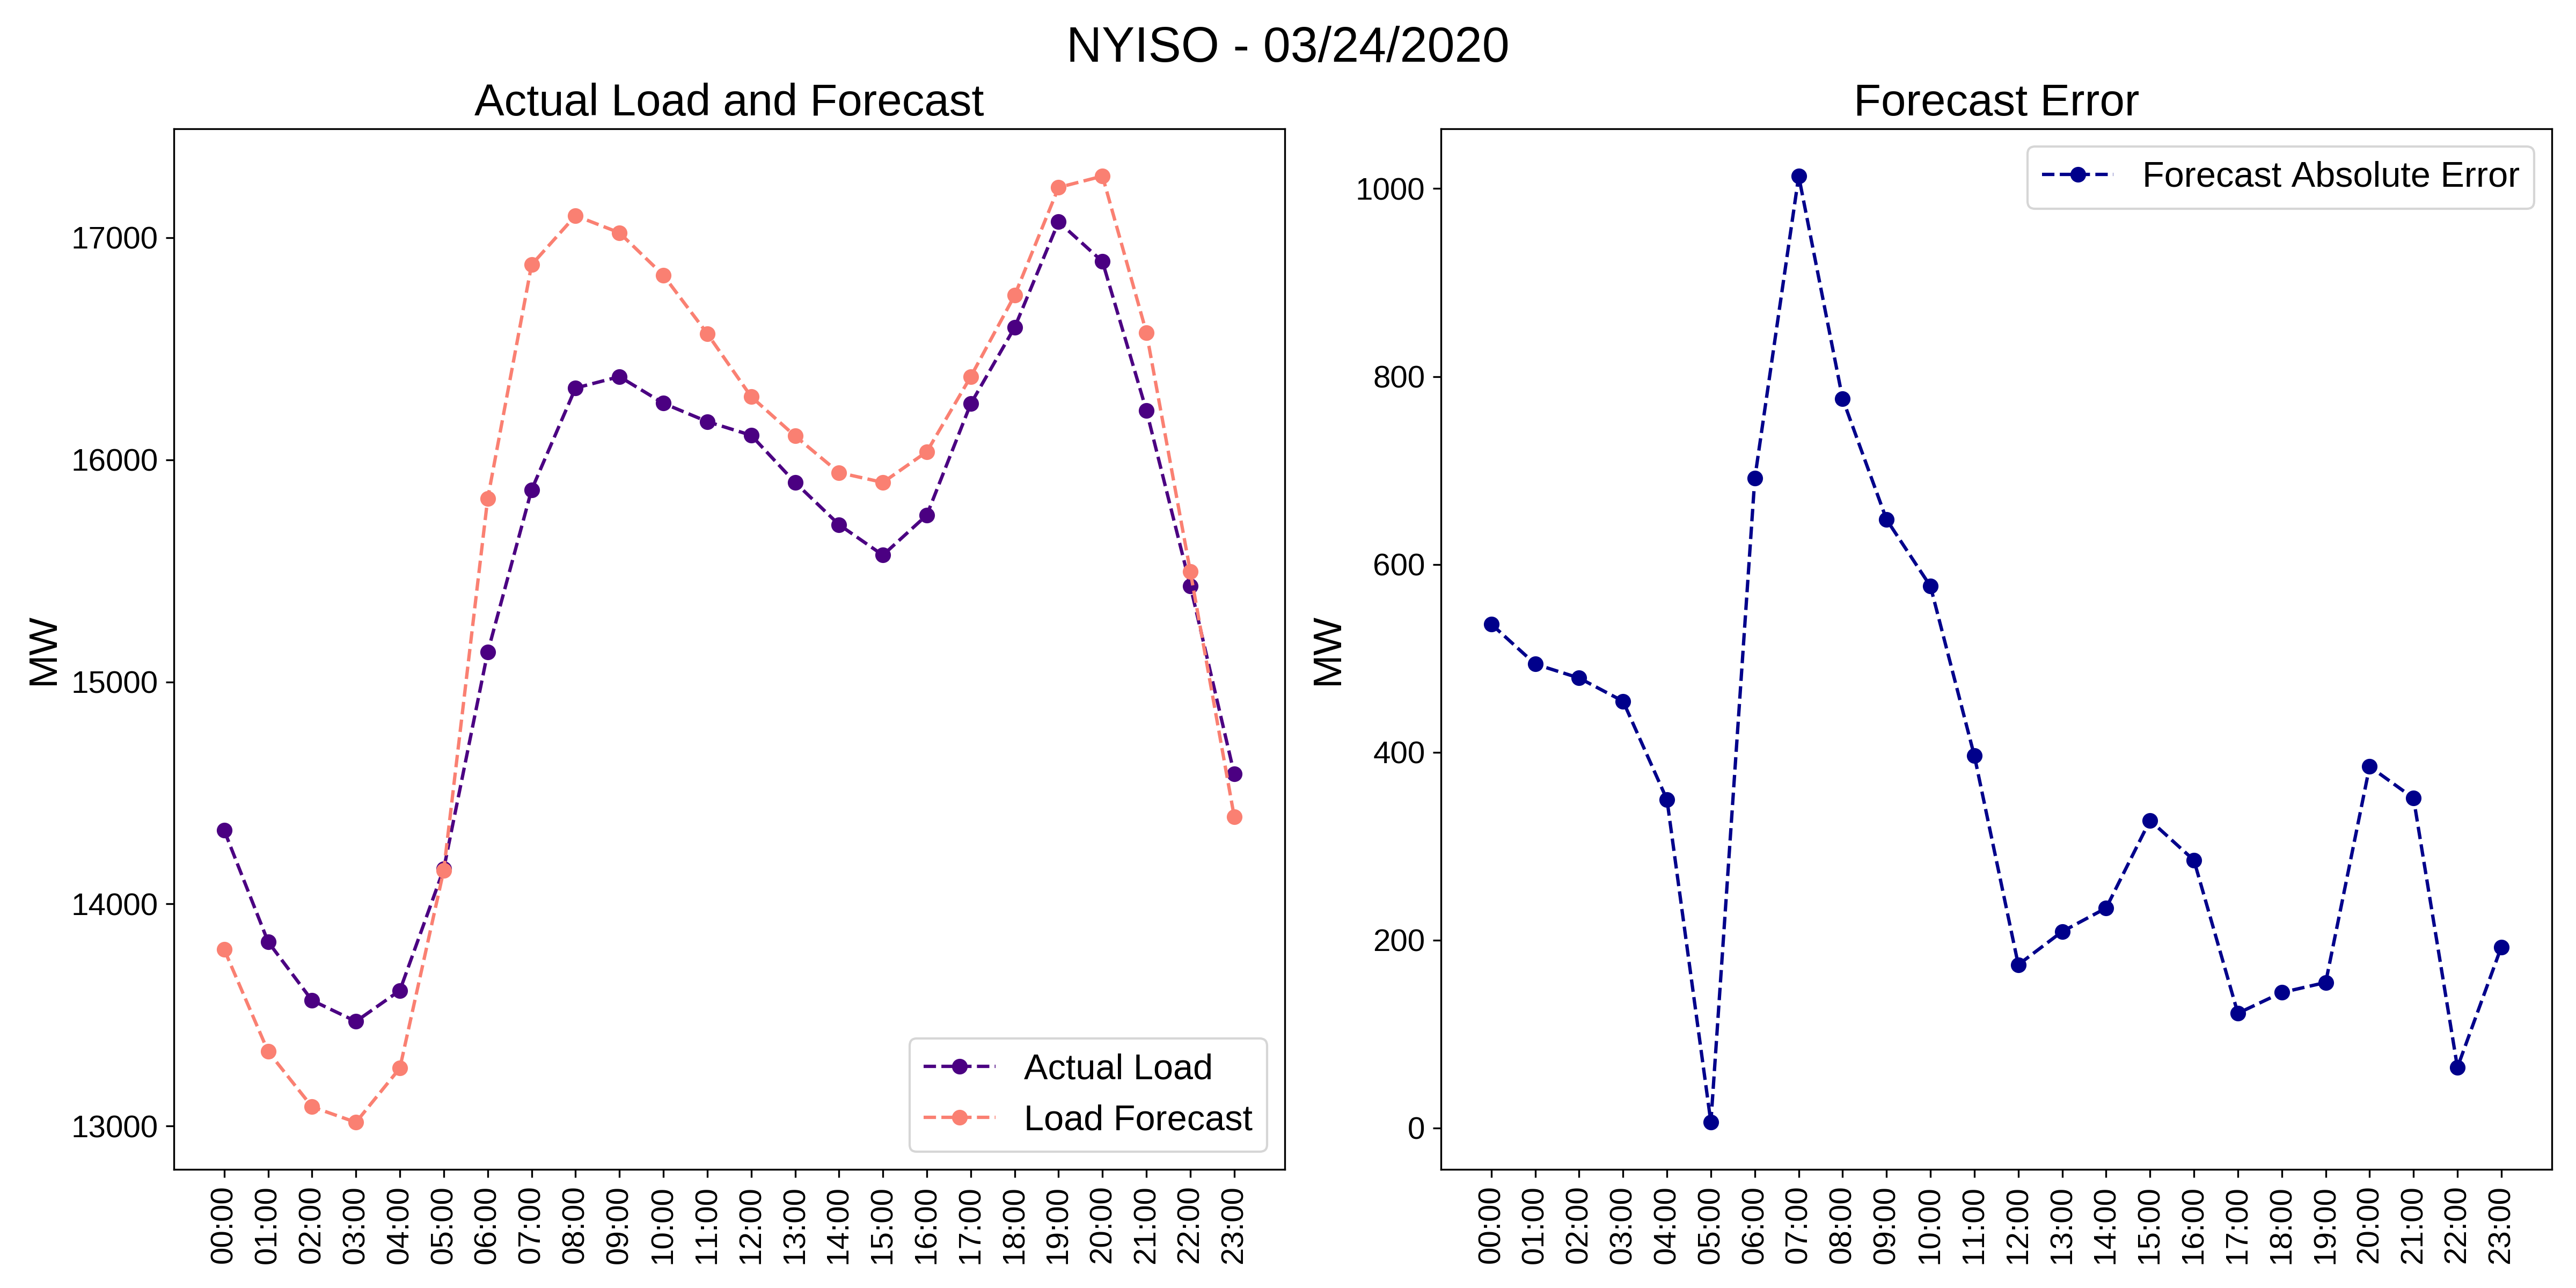 NYISO - 03/24/2020
Actual Load and Forecast
MW
17000
16000
15000
14000
13000
Actual Load
Load Forecast
00:00 01:00 02:00 03:00 04:00 05:00 06:00 07:00 08:00 09:00 10:00 11:00 12:00 13:00 14:00 15:00 16:00 17:00 18:00 19:00 20:00 21:00 22:00 23:00
Forecast Error
MW
1000
800
600
400
200
0
Forecast Absolute Error
00:00 01:00 02:00 03:00 04:00 05:00 06:00 07:00 08:00 09:00 10:00 11:00 12:00 13:00 14:00 15:00 16:00 17:00 18:00 19:00 20:00 21:00 22:00 23:00